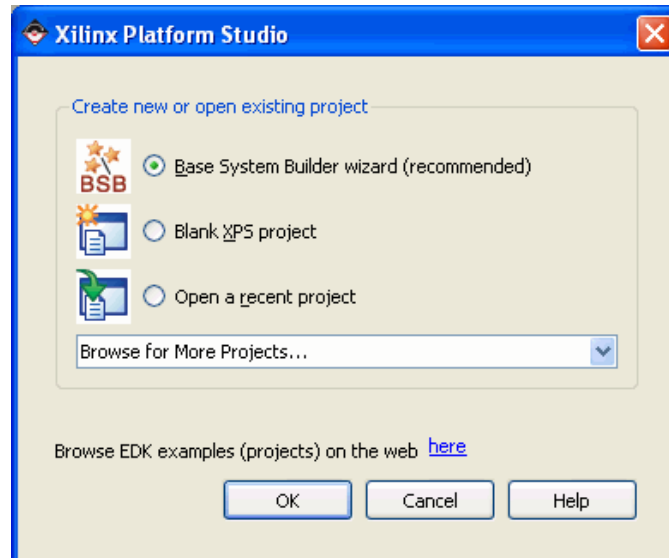 Xilinx Platform Studio
Create new or open existing project
BSB
Base System Builder wizard (recommended)
Blank XPS project
Open a recent project
Browse for More Projects...
Browse EDK examples (projects) on the web here
OK Cancel Help